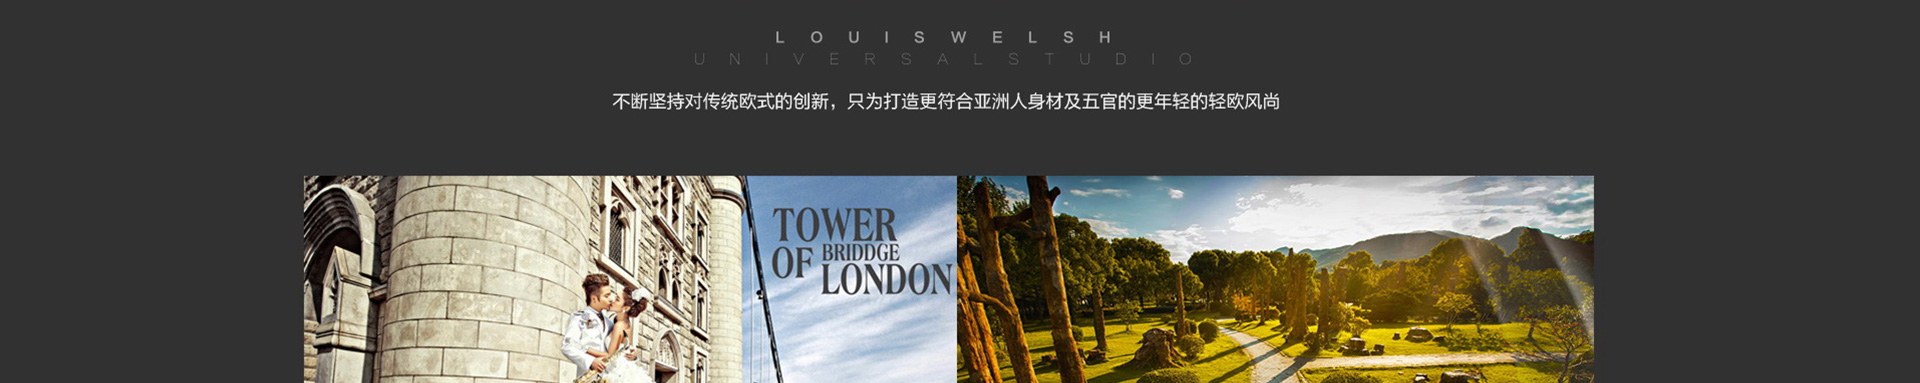 LOUISWELSH
UNIVERSALSTUDIO
不断坚持对传统欧式的创新，只为打造更符合亚洲人身材及五官的更年轻的轻欧风尚
TOWER
OF BRIDDGE
LONDON